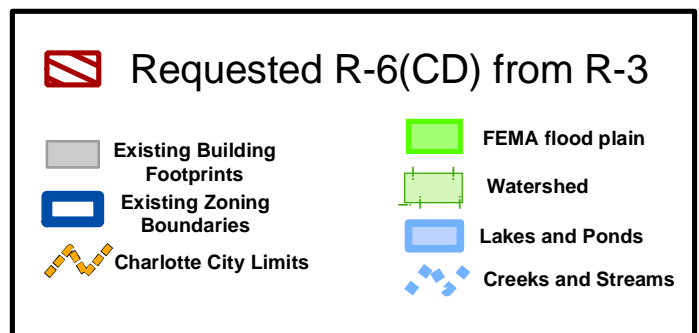 Requested R-6(CD) from R-3
Existing Building
Footprints
Existing Zoning
Boundaries
Charlotte City Limits
FEMA flood plain
Watershed
Lakes and Ponds
Creeks and Streams